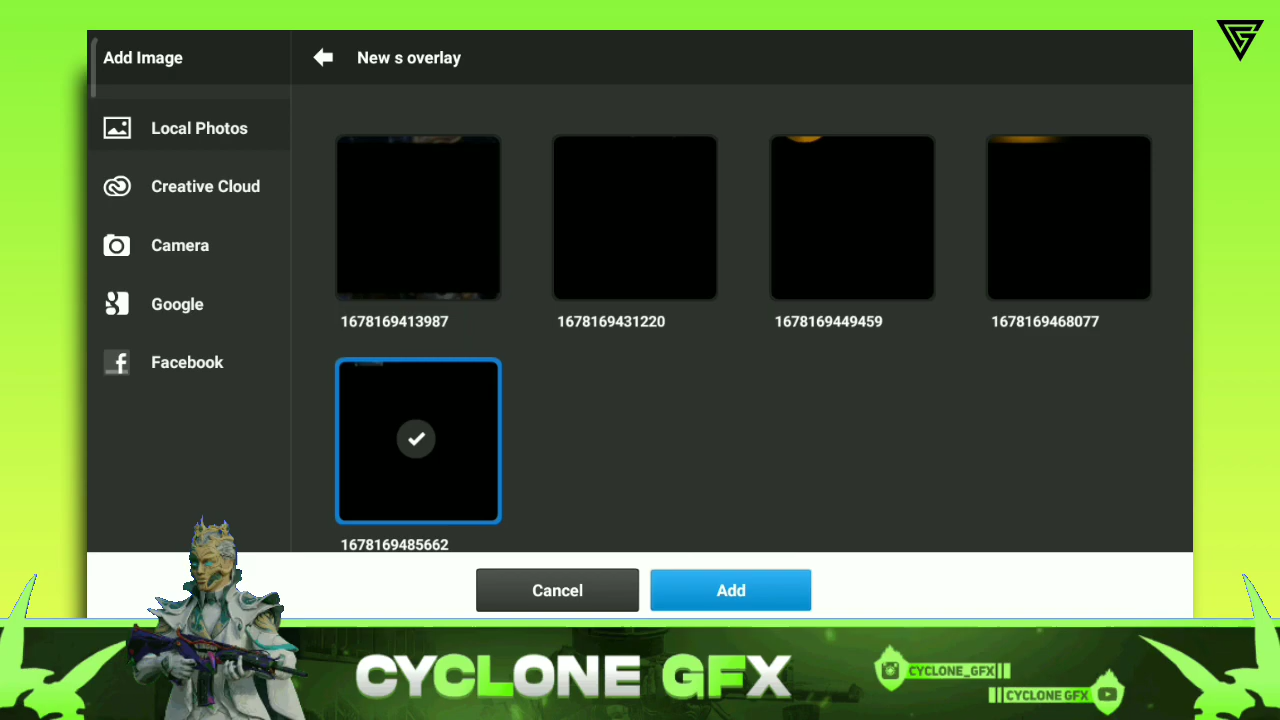 Add Image
New s overlay
Local Photos
Creative Cloud
Camera
Google
Facebook
1678169413987
1678169431220
1678169449459
1678169468077
1678169485662
Cancel
Add
CYCLONE GFX
CYCLONE_GFX
CYCLONE GFX